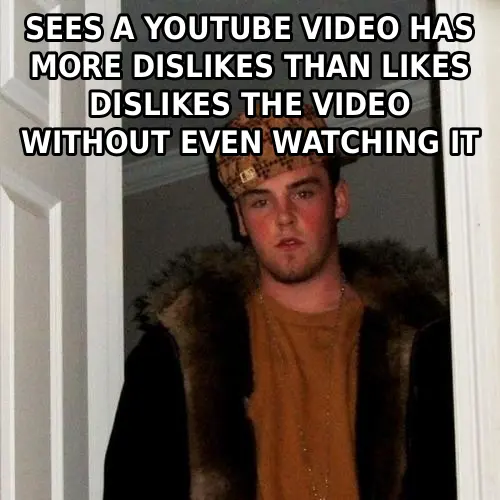 SEES A YOUTUBE VIDEO HAS
MORE DISLIKES THAN LIKES
DISLIKES THE VIDEO
WITHOUT EVEN WATCHING IT